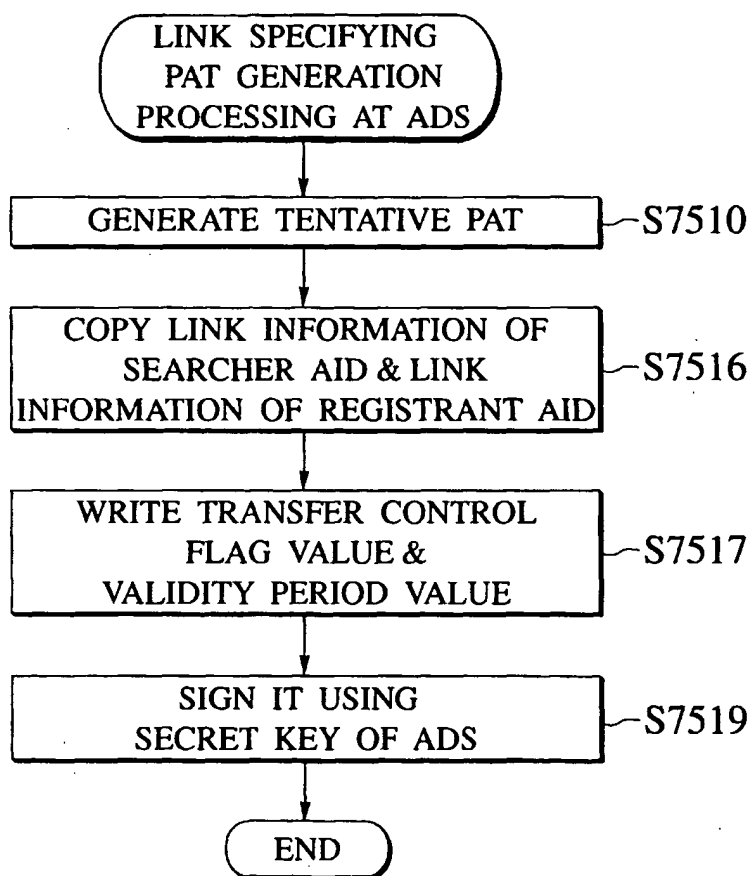 LINK SPECIFYING
PAT GENERATION
PROCESSING AT ADS
GENERATE TENTATIVE PAT
S7510
COPY LINK INFORMATION OF
SEARCHER AID & LINK
INFORMATION OF REGISTRANT AID
S7516
WRITE TRANSFER CONTROL
FLAG VALUE &
VALIDITY PERIOD VALUE
S7517
SIGN IT USING
SECRET KEY OF ADS
S7519
END